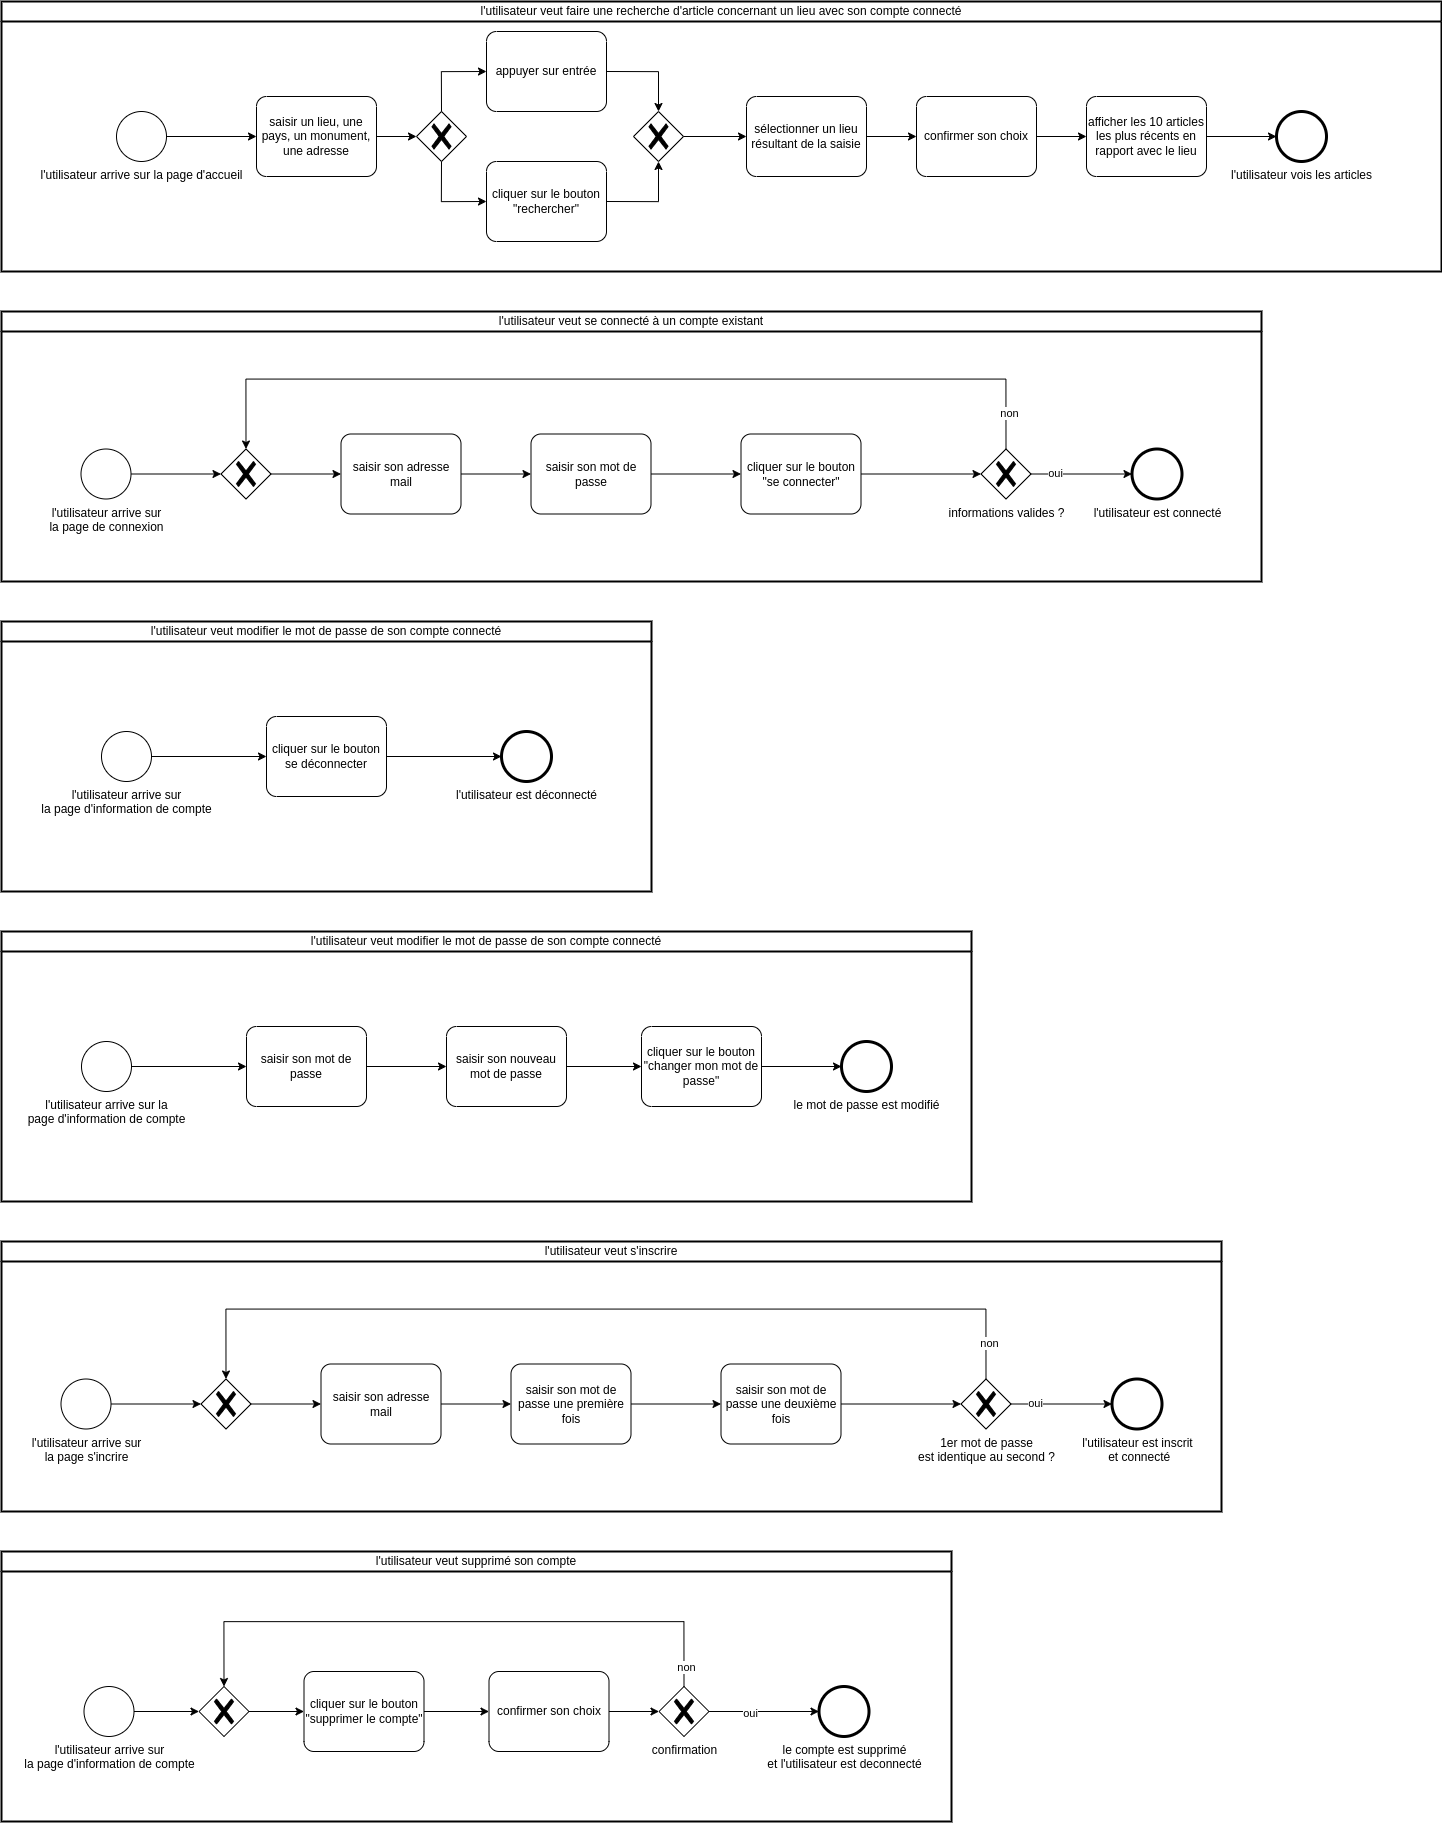 l'utilisateur veut faire une recherche d'article concernant un lieu avec son compte connecté
l'utilisateur arrive sur la page d'accueil
saisir un lieu, une
pays, un monument,
une adresse
appuyer sur entrée
cliquer sur le bouton
"rechercher"
sélectionner un lieu
résultant de la saisie
confirmer son choix
afficher les 10 articles
les plus récents en
rapport avec le lieu
l'utilisateur vois les articles
l'utilisateur veut se connecté à un compte existant
l'utilisateur arrive sur
la page de connexion
saisir son adresse
mail
saisir son mot de
passe
cliquer sur le bouton
"se connecter"
non
informations valides ?
oui
l'utilisateur est connecté
l'utilisateur veut modifier le mot de passe de son compte connecté
l'utilisateur arrive sur
la page d'information de compte
cliquer sur le bouton
se déconnecter
l'utilisateur est déconnecté
l'utilisateur veut modifier le mot de passe de son compte connecté
l'utilisateur arrive sur la
page d'information de compte
saisir son mot de
passe
saisir son nouveau
mot de passe
cliquer sur le bouton
"changer mon mot de
passe"
le mot de passe est modifié
l'utilisateur veut s'inscrire
l'utilisateur arrive sur
la page s'incrire
saisir son adresse
mail
saisir son mot de
passe une première
fois
saisir son mot de
passe une deuxième
fois
non
1er mot de passe
est identique au second ?
oui
l'utilisateur est inscrit
et connecté
l'utilisateur veut supprimé son compte
l'utilisateur arrive sur
la page d'information de compte
cliquer sur le bouton
"supprimer le compte"
confirmer son choix
non
confirmation
oui
le compte est supprimé
et l'utilisateur est deconnecté